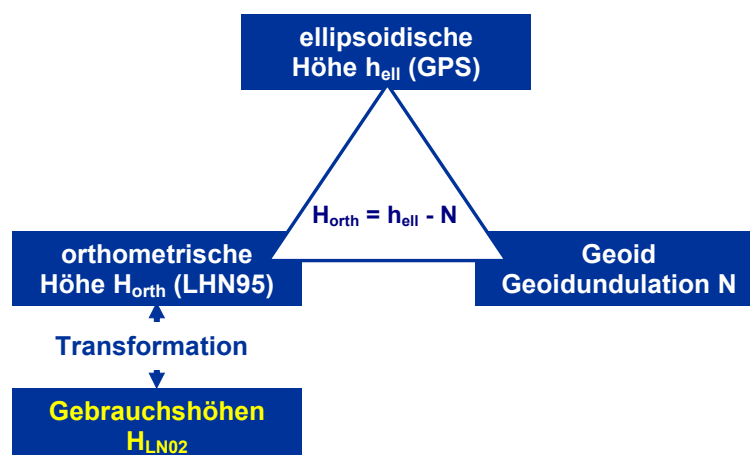 ellipsoidische
Höhe hell (GPS)
Horth = hell - N
orthometrische
Höhe Horth (LHN95)
Geoid
Geoidundulation N
Transformation
Gebrauchshöhen
HLN02